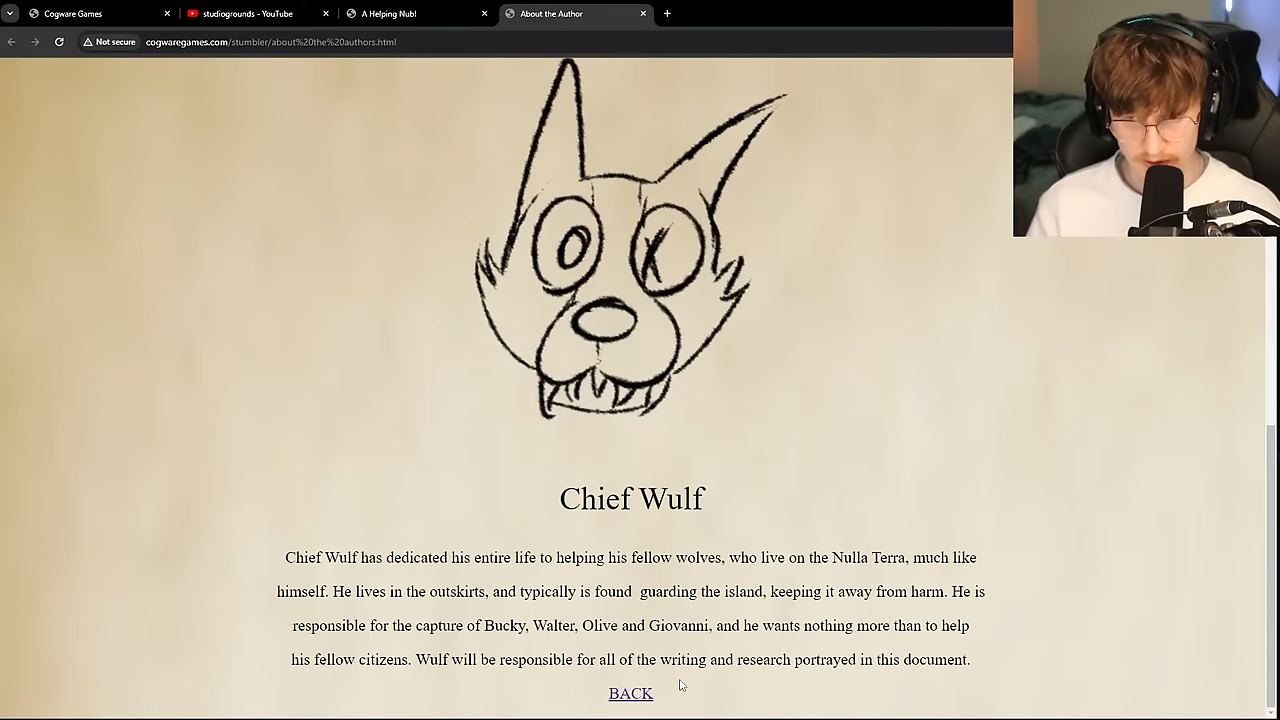 Cogware Games
studiogrounds - YouTube
A Helping Nub!
About the Author
Not secure
cogwaregames.com/stumbler/about%20the%20authors.html
Chief Wulf
Chief Wulf has dedicated his entire life to helping his fellow wolves, who live on the Nulla Terra, much like
himself. He lives in the outskirts, and typically is found guarding the island, keeping it away from harm. He is
responsible for the capture of Bucky, Walter, Olive and Giovanni, and he wants nothing more than to help
his fellow citizens. Wulf will be responsible for all of the writing and research portrayed in this document.
BACK